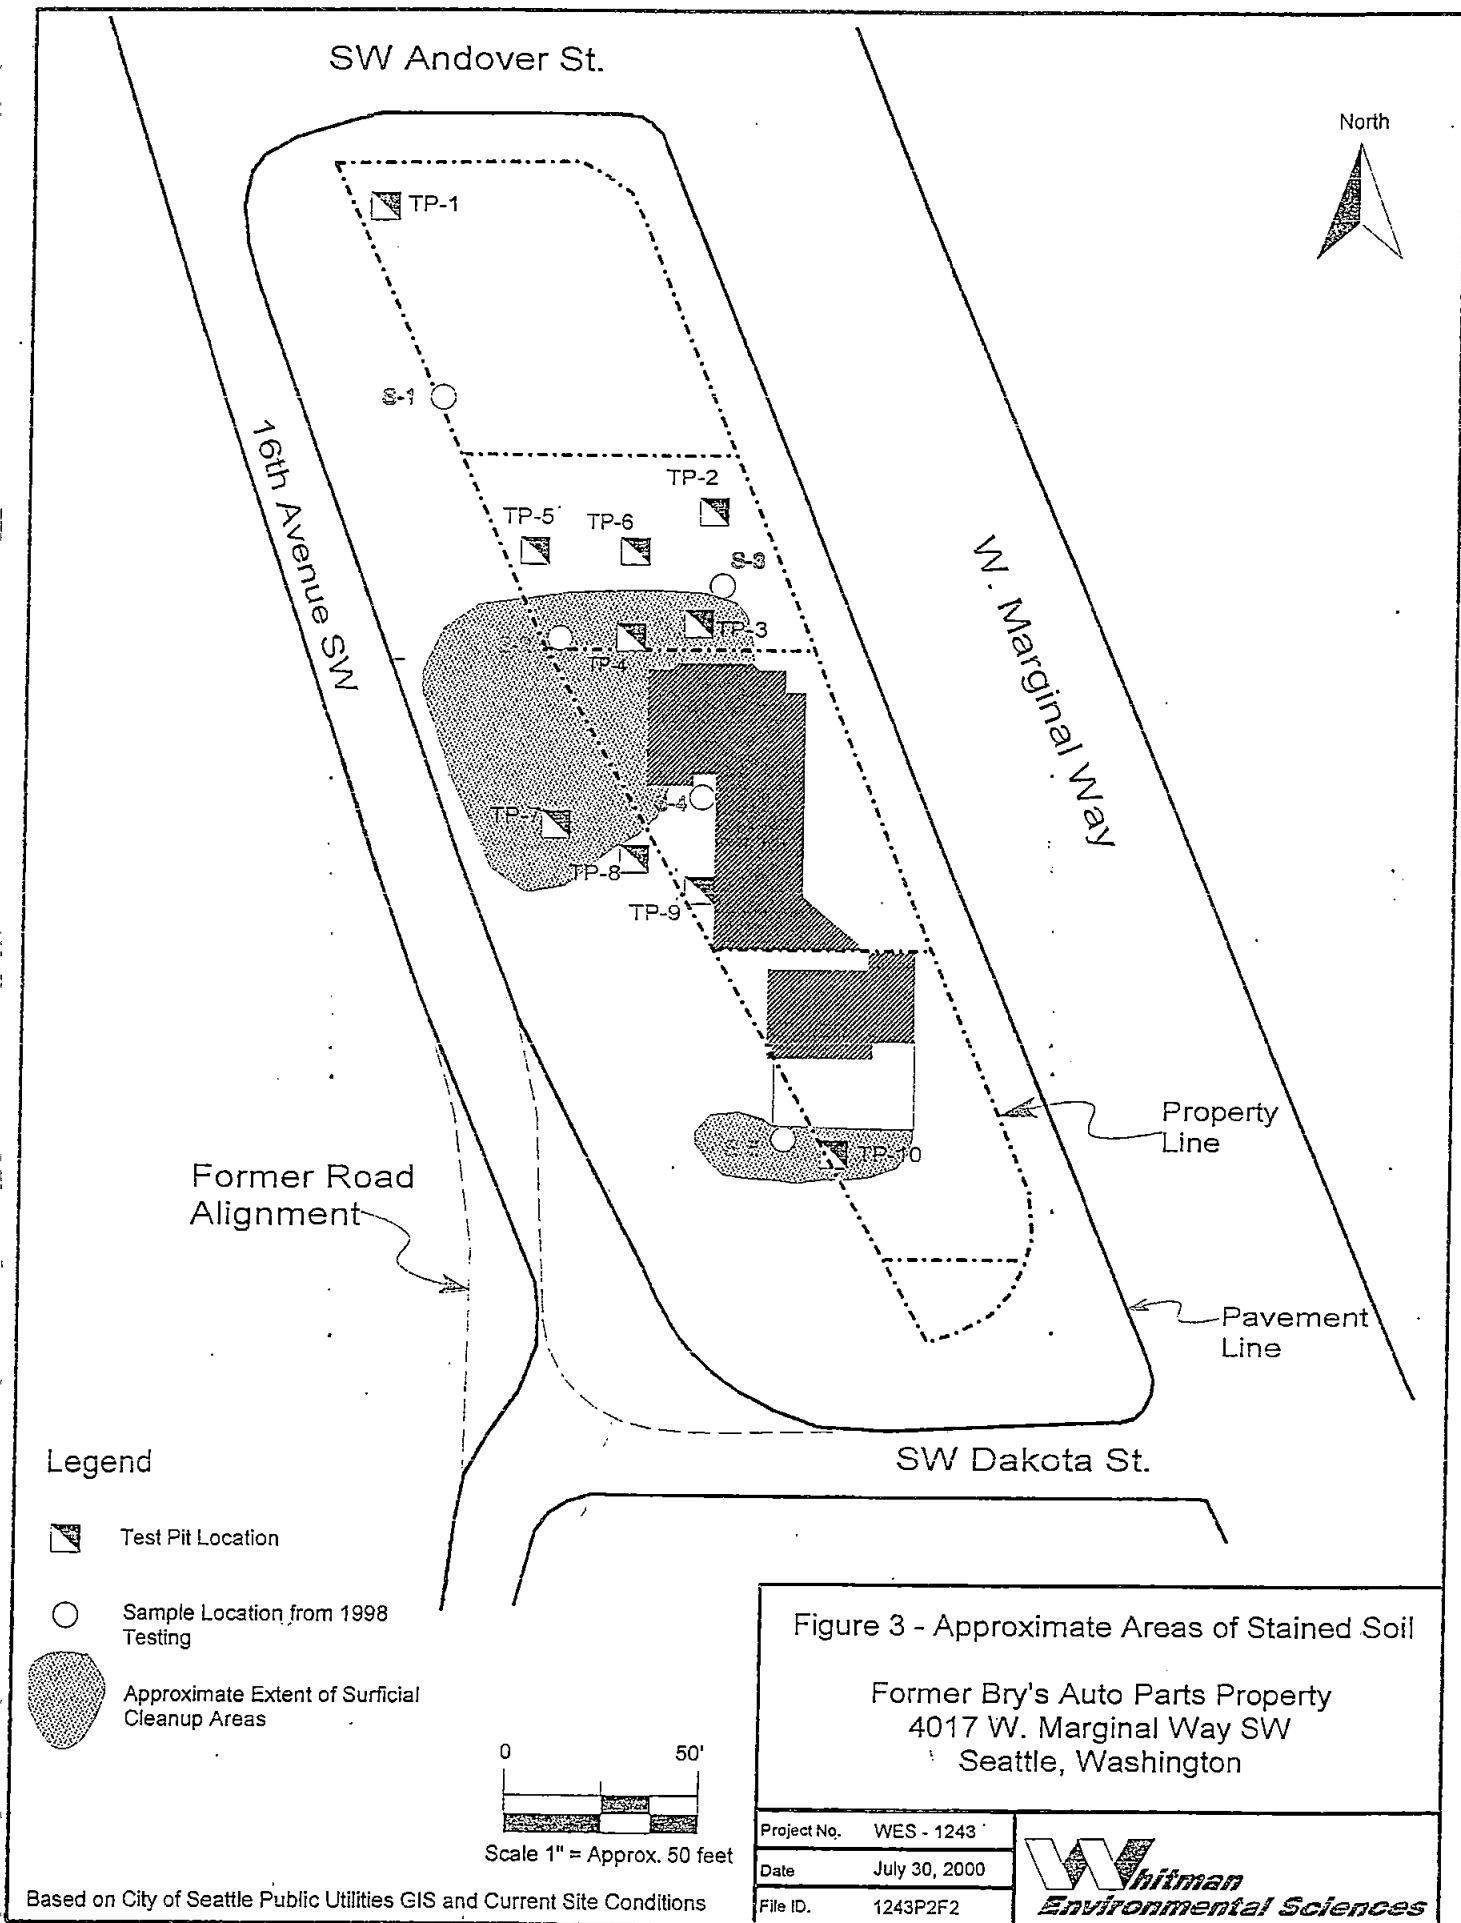 SW Andover St.
North
TP-1
S-1
16th Avenue SW
TP-2
TP-5
TP-6
S-3
W. Marginal Way
TP-3
TP-4
S-4
TP-7
TP-8
TP-9
Property
Line
S-5
TP-10
Former Road
Alignment
Pavement
Line
SW Dakota St.
Legend
Test Pit Location
Sample Location from 1998
Testing
Approximate Extent of Surficial
Cleanup Areas
0 50'
Scale 1" = Approx. 50 feet
Based on City of Seattle Public Utilities GIS and Current Site Conditions
Figure 3 - Approximate Areas of Stained Soil
Former Bry's Auto Parts Property
4017 W. Marginal Way SW
Seattle, Washington
Project No. WES - 1243
Date July 30, 2000
File ID. 1243P2F2
Whitman
Environmental Sciences